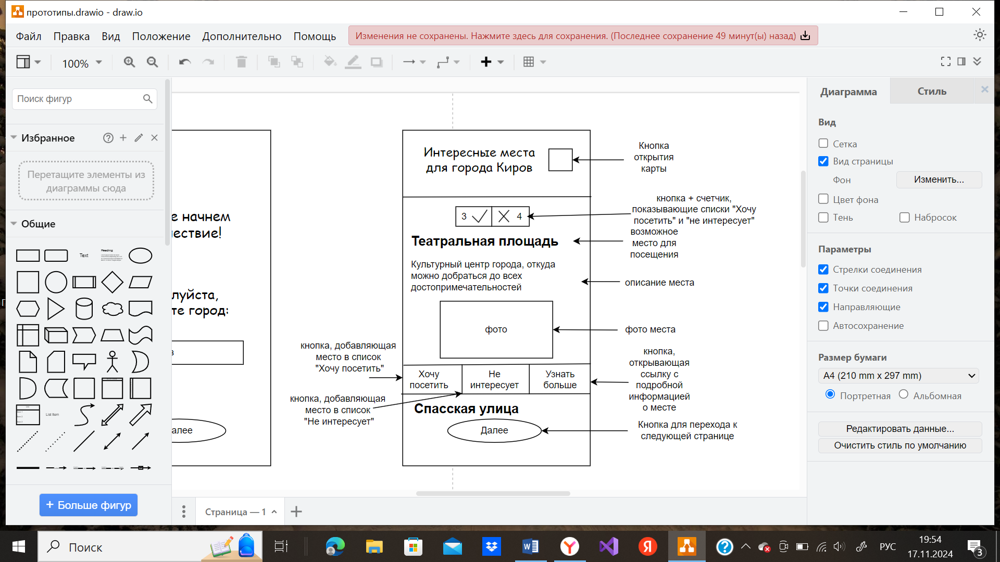 прототипы.drawio - draw.io
Файл Правка Вид Положение Дополнительно Помощь
Изменения не сохранены. Нажмите здесь для сохранения. (Последнее сохранение 49 минут(ы) назад)
100%
Поиск фигур
Избранное
Перетащите элементы из
диаграммы сюда
Общие
Text
Heading
List Item
+ Больше фигур
е начнем
ествие!
луйста,
те город:
алее
Интересные места
для города Киров
Кнопка
открытия
карты
3 4
кнопка + счетчик,
показывающие списки "Хочу
посетить" и "не интересует"
Театральная площадь
возможное
место для
посещения
Культурный центр города, откуда
можно добраться до всех
достопримечательностей
описание места
фото
фото места
кнопка, добавляющая
место в список
"Хочу посетить"
Хочу
посетить
Не
интересует
Узнать
больше
кнопка,
открывающая
ссылку с
подробной
информацией
о месте
кнопка, добавляющая
место в список
"Не интересует"
Спасская улица
Далее
Кнопка для перехода к
следующей странице
Страница — 1
Диаграмма Стиль
Вид
Сетка
Вид страницы
Фон Изменить...
Цвет фона
Тень Набросок
Параметры
Стрелки соединения
Точки соединения
Направляющие
Автосохранение
Размер бумаги
A4 (210 mm x 297 mm)
Портретная Альбомная
Редактировать данные...
Очистить стиль по умолчанию
Поиск
РУС
19:54
17.11.2024
3